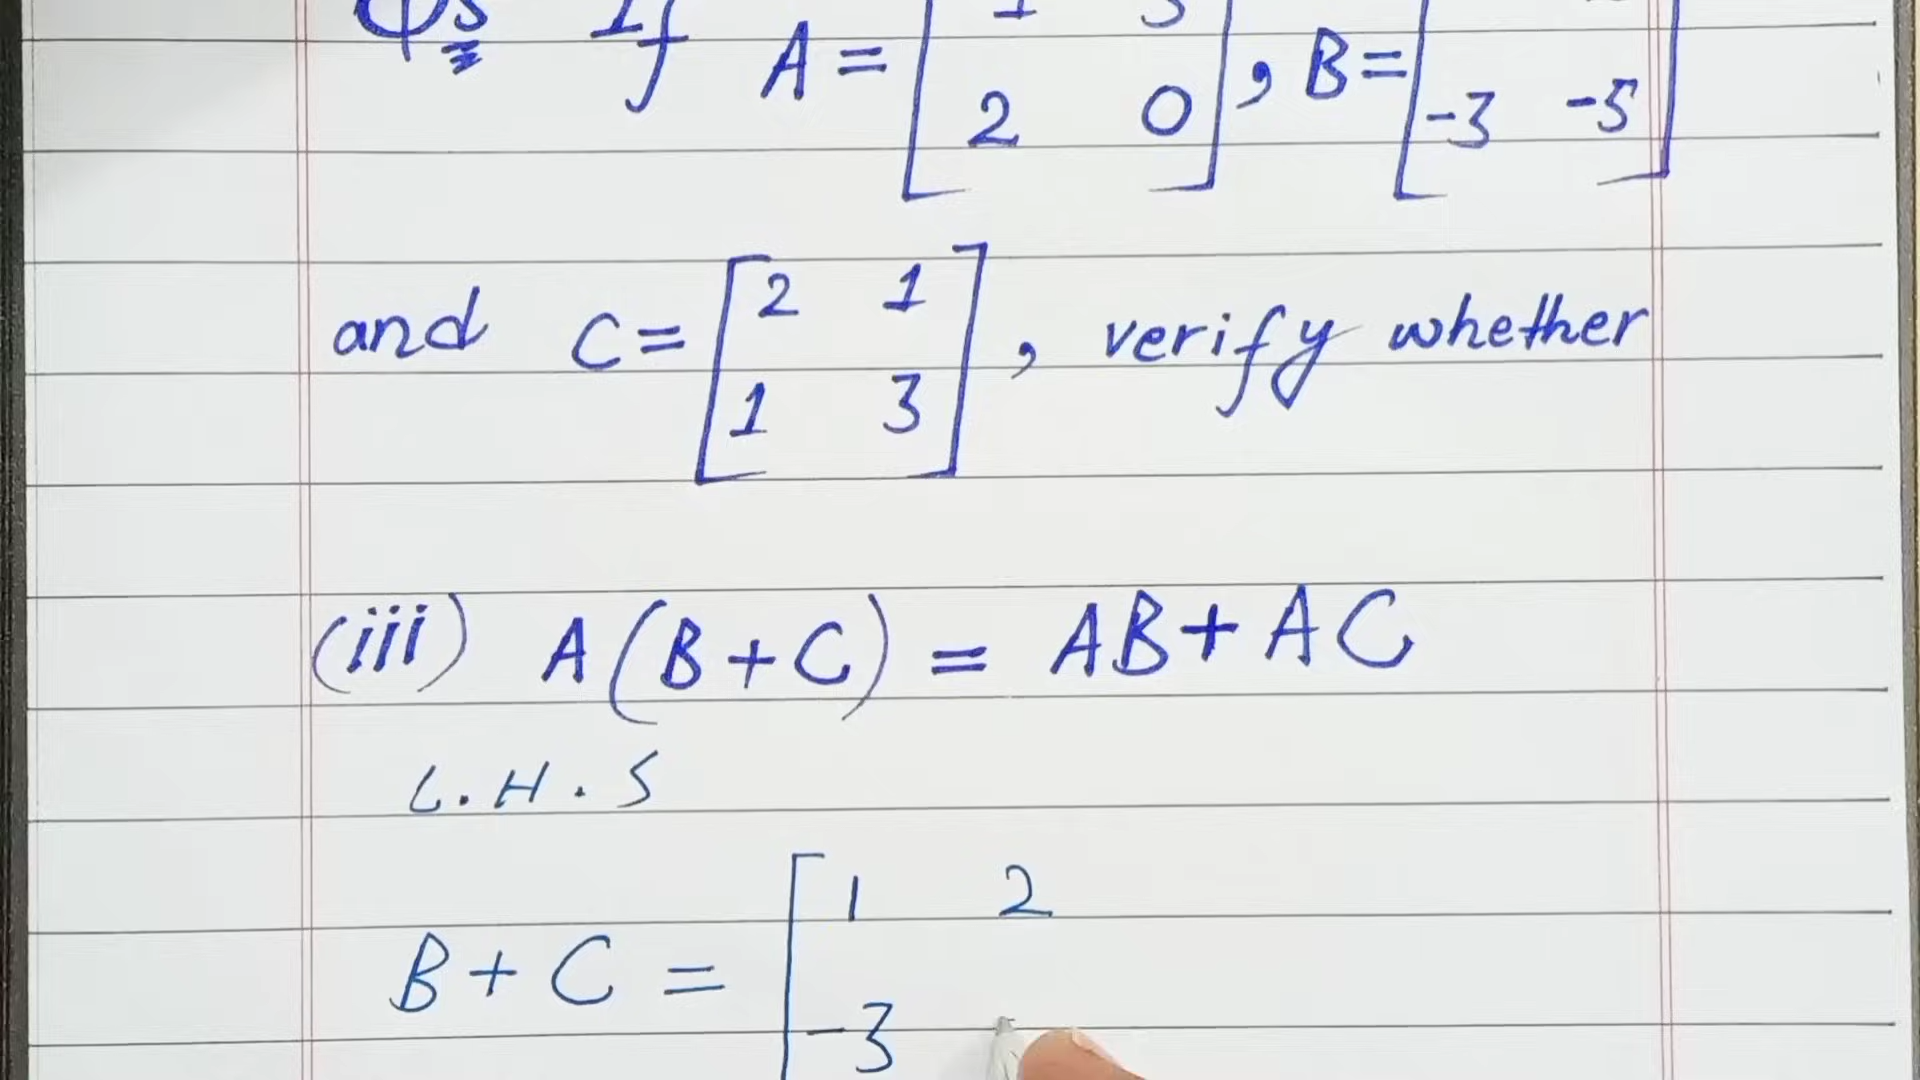 If A = [ 2 0 ], B = [ -3 -5 ]
and C = [ 2 1
1 3 ], verify whether
(iii) A(B+C) = AB+AC
L.H.S
B+C = [ 1 2
-3